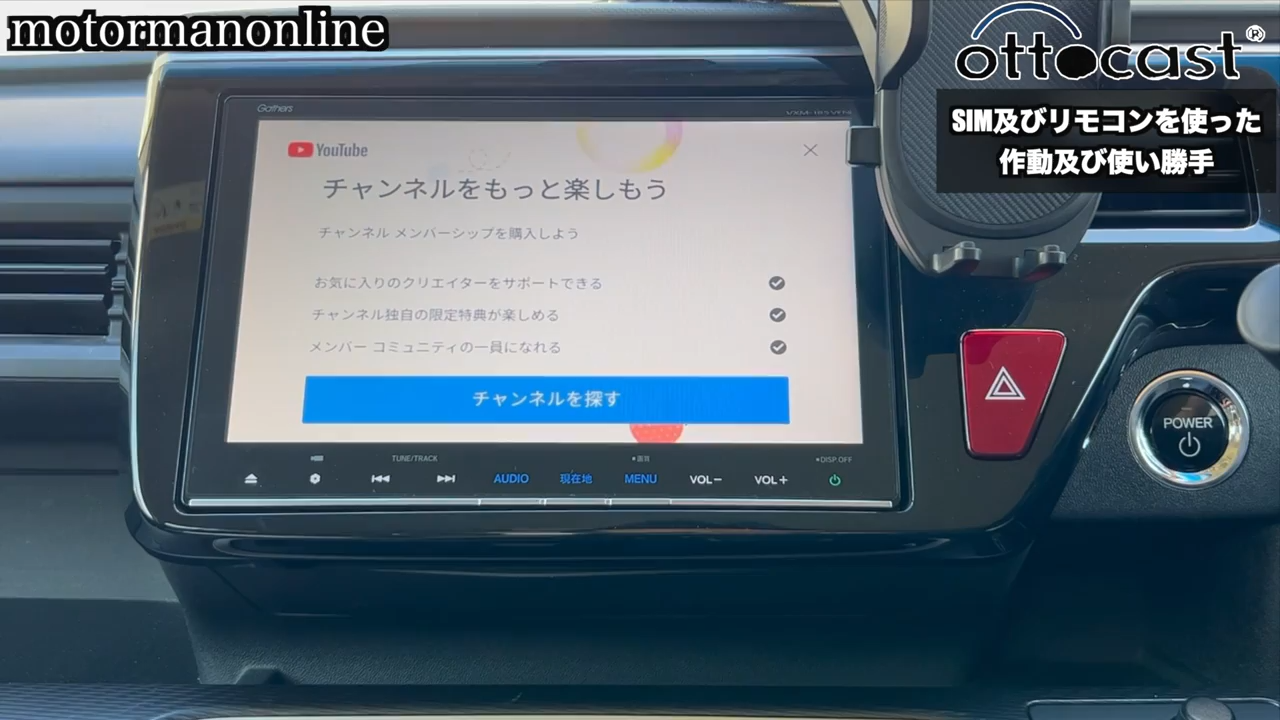 motormanonline
ottocast®
SIM及びリモコンを使った
作動及び使い勝手
Gathers
YouTube
チャンネルをもっと楽しもう
チャンネル メンバーシップを購入しよう
お気に入りのクリエイターをサポートできる
チャンネル独自の限定特典が楽しめる
メンバー コミュニティの一員になれる
チャンネルを探す
TUNE/TRACK
DISP OFF
AUDIO
現在地
MENU
VOL−
VOL+
POWER